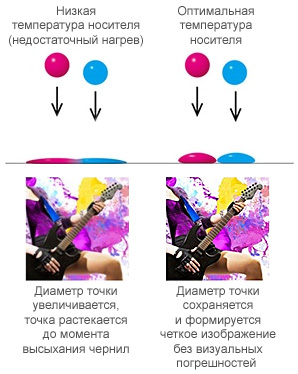 Низкая
температура носителя
(недостаточный нагрев)
Оптимальная
температура
носителя
Диаметр точки
увеличивается,
точка растекается
до момента
высыхания чернил
Диаметр точки
сохраняется
и формируется
четкое изображение
без визуальных
погрешностей